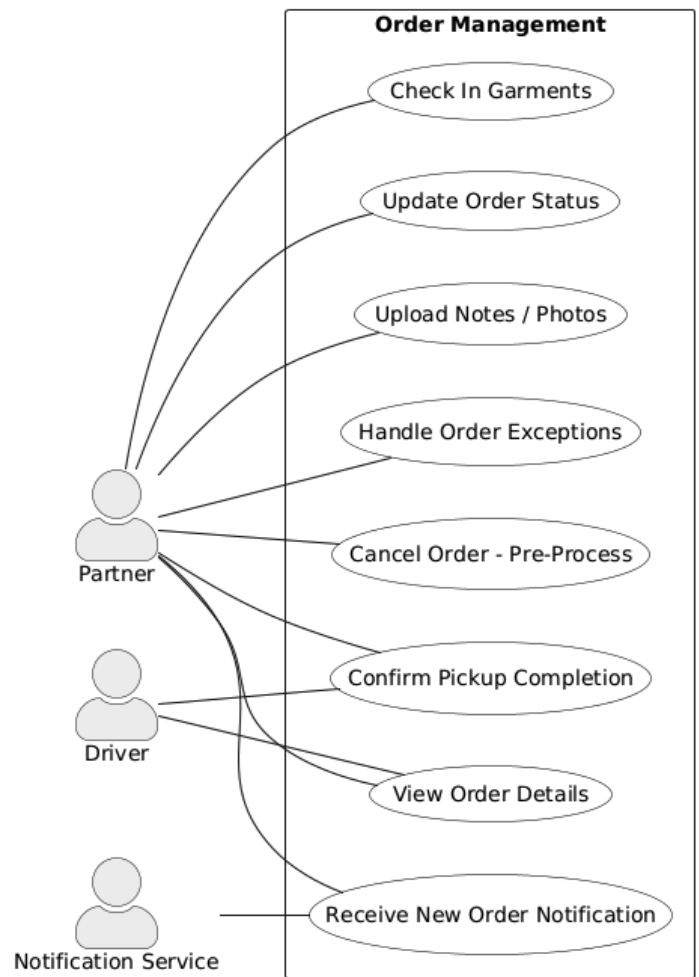 Order Management
Check In Garments
Update Order Status
Upload Notes / Photos
Handle Order Exceptions
Partner
Cancel Order - Pre-Process
Confirm Pickup Completion
Driver
View Order Details
Receive New Order Notification
Notification Service